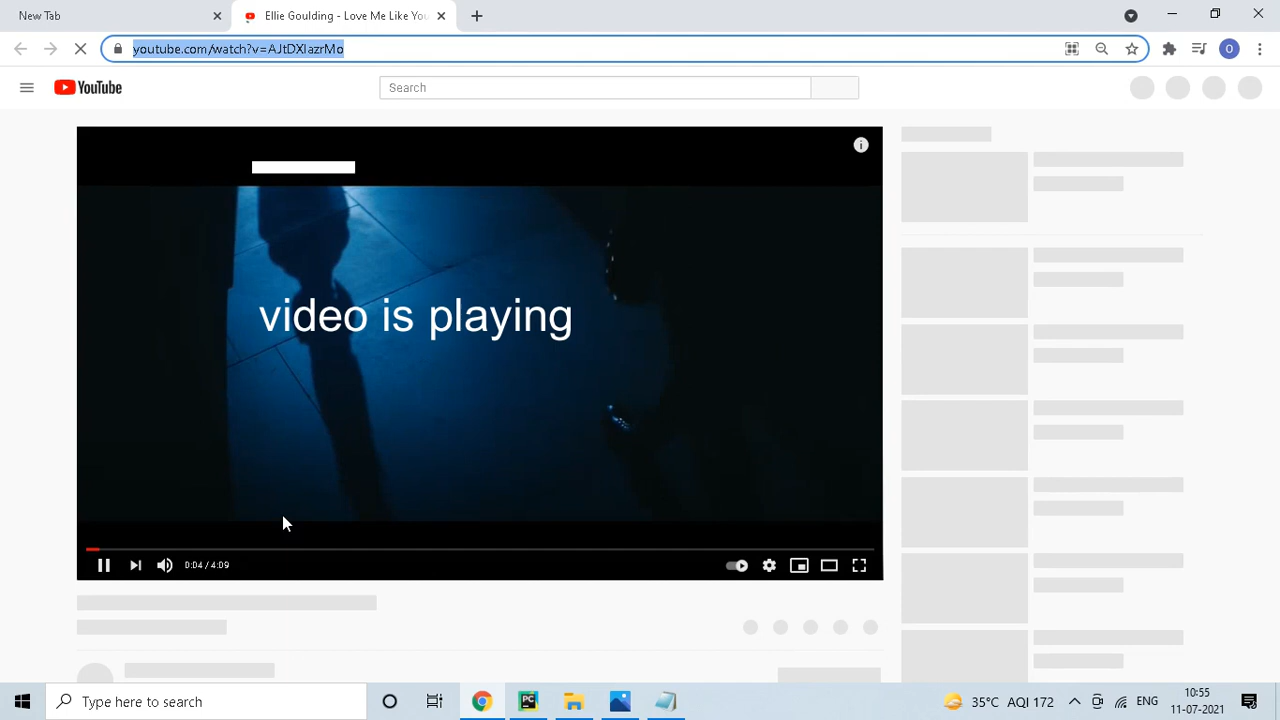 New Tab
Ellie Goulding - Love Me Like You
youtube.com/watch?v=AJtDXIazrMo
YouTube
Search
video is playing
0:04 / 4:09
Type here to search
PC
35°C AQI 172
ENG
10:55
11-07-2021
O